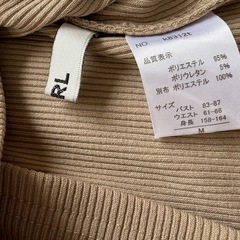 RL
NO.
品質表示
ポリエステル 95%
ポリウレタン 5%
別布 ポリエステル 100%
サイズ
バスト 83-87
ウエスト 61-66
身長 158-164
M